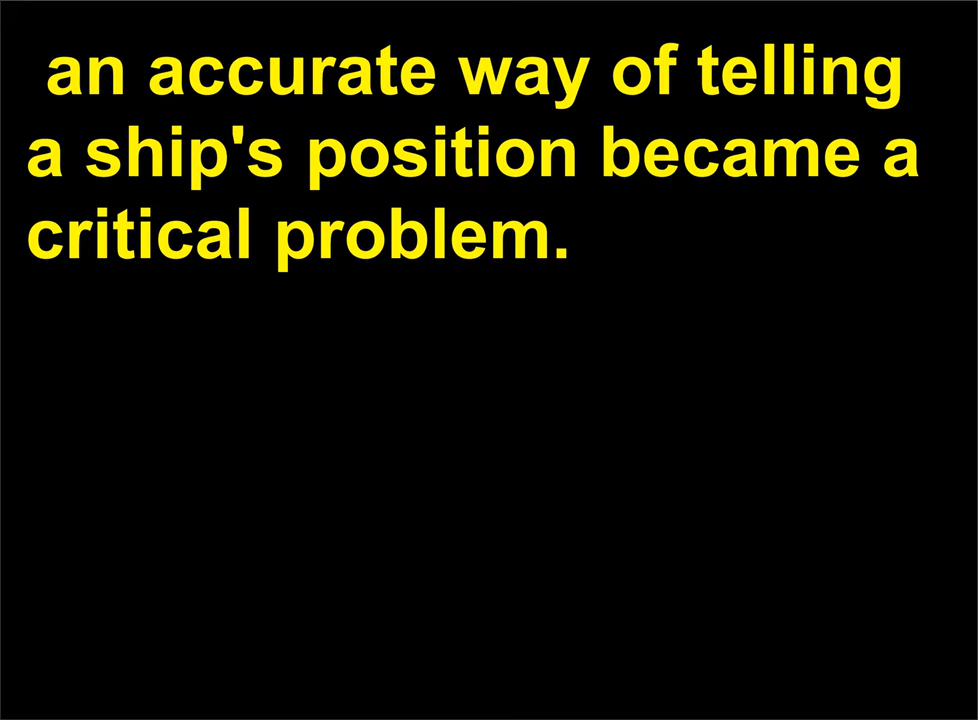 an accurate way of telling
a ship's position became a
critical problem.